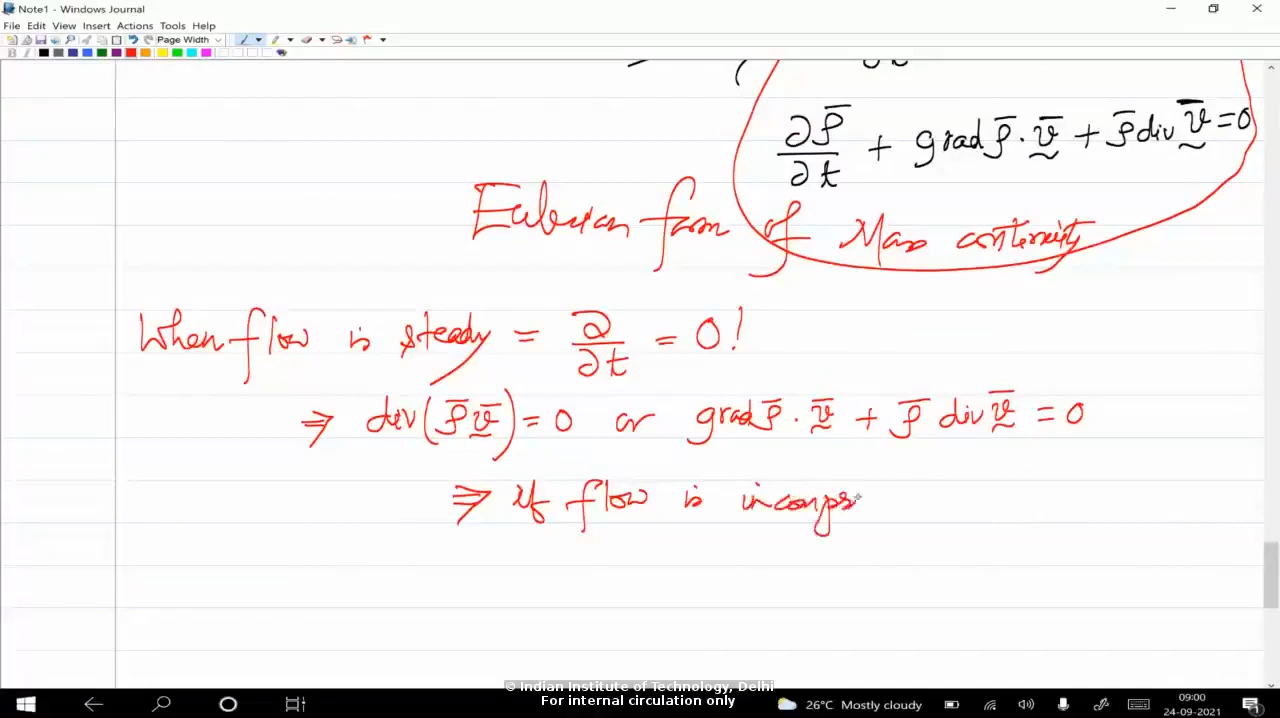 Note1 - Windows Journal
File Edit View Insert Actions Tools Help
Page Width
B I
∂ρ̄/∂t + grad ρ̄ · v̄ + ρ̄ div v̄ = 0
Eulerian form of Mass continuity
When flow is steady = ∂/∂t = 0!
⇒ div(ρ̄ v̄) = 0 or grad ρ̄ · v̄ + ρ̄ div v̄ = 0
⇒ if flow is incomprs
© Indian Institute of Technology, Delhi
For internal circulation only
26°C Mostly cloudy
09:00
24-09-2021
1